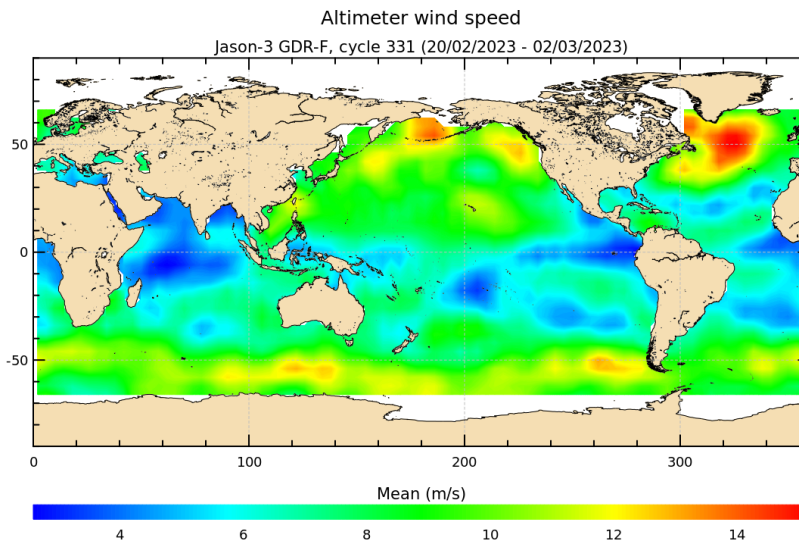 Altimeter wind speed
Jason-3 GDR-F, cycle 331 (20/02/2023 - 02/03/2023)
50
0
-50
0 100 200 300
Mean (m/s)
4 6 8 10 12 14